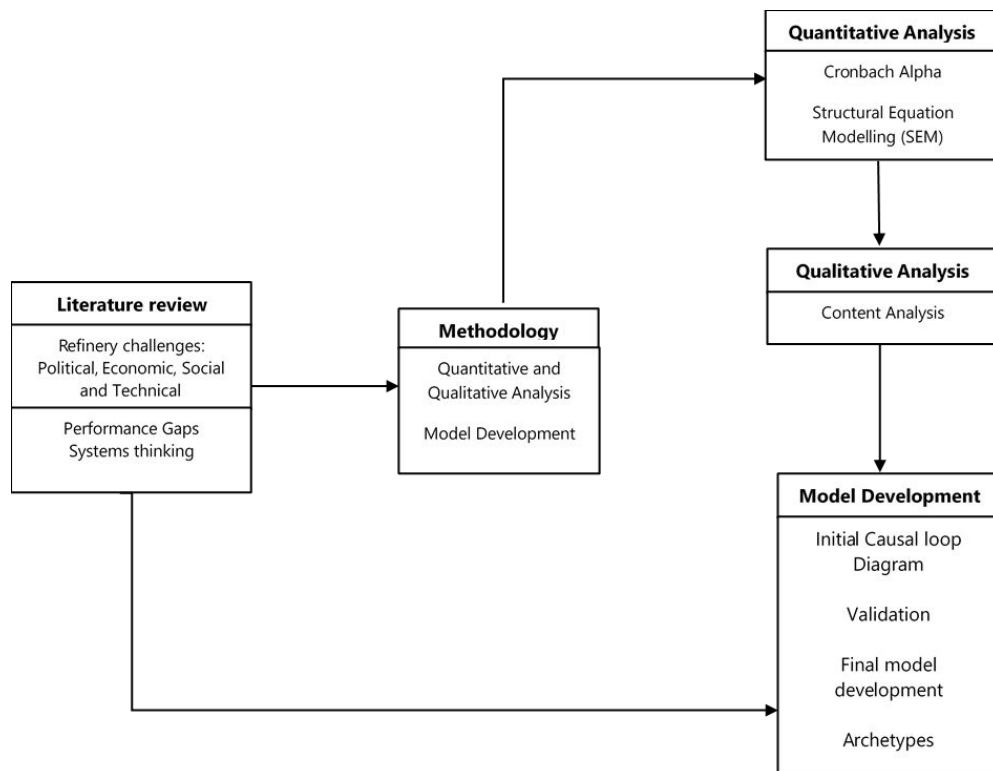 Literature review
Refinery challenges:
Political, Economic, Social
and Technical
Performance Gaps
Systems thinking
Methodology
Quantitative and
Qualitative Analysis
Model Development
Quantitative Analysis
Cronbach Alpha
Structural Equation
Modelling (SEM)
Qualitative Analysis
Content Analysis
Model Development
Initial Causal loop
Diagram
Validation
Final model
development
Archetypes